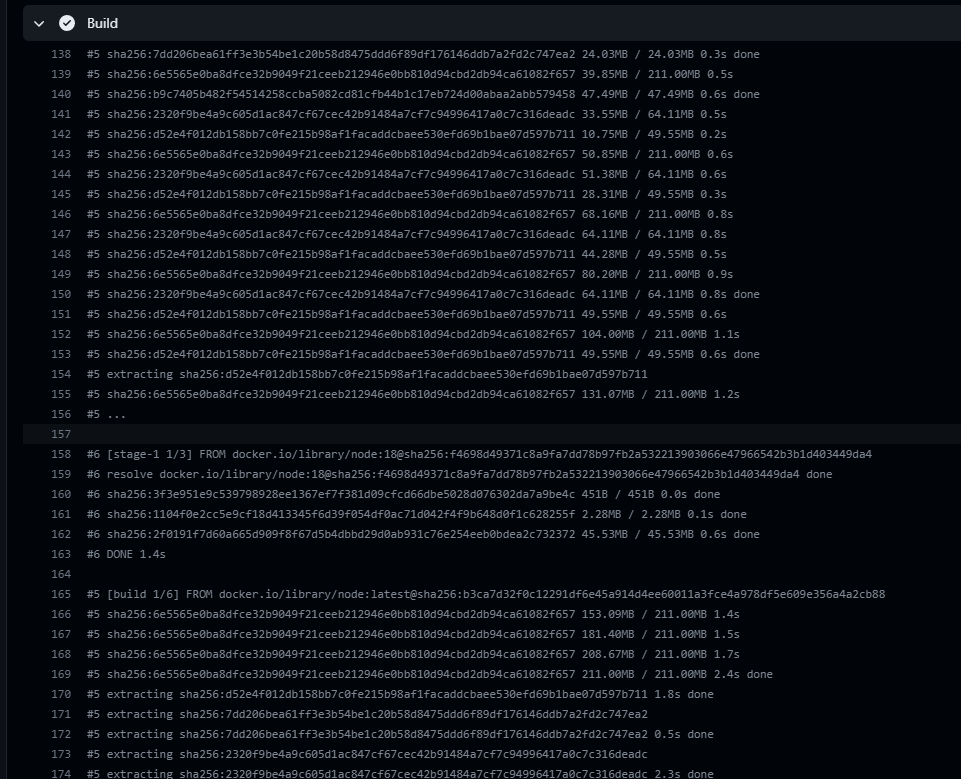 Build
138 #5 sha256:7dd206bea61ff3e3b54be1c20b58d8475ddd6f89df176146ddb7a2fd2c747ea2 24.03MB / 24.03MB 0.3s done
139 #5 sha256:6e5565e0ba8dfce32b9049f21ceeb212946e0bb810d94cbd2db94ca61082f657 39.85MB / 211.00MB 0.5s
140 #5 sha256:b9c7405b482f54514258ccba5082cd81cfb44b1c17eb724d00abaa2abb579458 47.49MB / 47.49MB 0.6s done
141 #5 sha256:2320f9be4a9c605d1ac847cf67cec42b91484a7cf7c94996417a0c7c316deadc 33.55MB / 64.11MB 0.5s
142 #5 sha256:d52e4f012db158bb7c0fe215b98af1facaddcbaee530efd69b1bae07d597b711 10.75MB / 49.55MB 0.2s
143 #5 sha256:6e5565e0ba8dfce32b9049f21ceeb212946e0bb810d94cbd2db94ca61082f657 50.85MB / 211.00MB 0.6s
144 #5 sha256:2320f9be4a9c605d1ac847cf67cec42b91484a7cf7c94996417a0c7c316deadc 51.38MB / 64.11MB 0.6s
145 #5 sha256:d52e4f012db158bb7c0fe215b98af1facaddcbaee530efd69b1bae07d597b711 28.31MB / 49.55MB 0.3s
146 #5 sha256:6e5565e0ba8dfce32b9049f21ceeb212946e0bb810d94cbd2db94ca61082f657 68.16MB / 211.00MB 0.8s
147 #5 sha256:2320f9be4a9c605d1ac847cf67cec42b91484a7cf7c94996417a0c7c316deadc 64.11MB / 64.11MB 0.8s
148 #5 sha256:d52e4f012db158bb7c0fe215b98af1facaddcbaee530efd69b1bae07d597b711 44.28MB / 49.55MB 0.5s
149 #5 sha256:6e5565e0ba8dfce32b9049f21ceeb212946e0bb810d94cbd2db94ca61082f657 80.20MB / 211.00MB 0.9s
150 #5 sha256:2320f9be4a9c605d1ac847cf67cec42b91484a7cf7c94996417a0c7c316deadc 64.11MB / 64.11MB 0.8s done
151 #5 sha256:d52e4f012db158bb7c0fe215b98af1facaddcbaee530efd69b1bae07d597b711 49.55MB / 49.55MB 0.6s
152 #5 sha256:6e5565e0ba8dfce32b9049f21ceeb212946e0bb810d94cbd2db94ca61082f657 104.00MB / 211.00MB 1.1s
153 #5 sha256:d52e4f012db158bb7c0fe215b98af1facaddcbaee530efd69b1bae07d597b711 49.55MB / 49.55MB 0.6s done
154 #5 extracting sha256:d52e4f012db158bb7c0fe215b98af1facaddcbaee530efd69b1bae07d597b711
155 #5 sha256:6e5565e0ba8dfce32b9049f21ceeb212946e0bb810d94cbd2db94ca61082f657 131.07MB / 211.00MB 1.2s
156 #5 ...
157
158 #6 [stage-1 1/3] FROM docker.io/library/node:18@sha256:f4698d49371c8a9fa7dd78b97fb2a532213903066e47966542b3b1d403449da4
159 #6 resolve docker.io/library/node:18@sha256:f4698d49371c8a9fa7dd78b97fb2a532213903066e47966542b3b1d403449da4 done
160 #6 sha256:3f3e951e9c539798928ee1367ef7f381d09cfcd66dbe5028d076302da7a9be4c 451B / 451B 0.0s done
161 #6 sha256:1104f0e2cc5e9cf18d413345f6d39f054df0ac71d042f4f9b648d0f1c628255f 2.28MB / 2.28MB 0.1s done
162 #6 sha256:2f0191f7d60a665d909f8f67d5b4dbbd29d0ab931c76e254eeb0bdea2c732372 45.53MB / 45.53MB 0.6s done
163 #6 DONE 1.4s
164
165 #5 [build 1/6] FROM docker.io/library/node:latest@sha256:b3ca7d32f0c12291df6e45a914d4ee60011a3fce4a978df5e609e356a4a2cb88
166 #5 sha256:6e5565e0ba8dfce32b9049f21ceeb212946e0bb810d94cbd2db94ca61082f657 153.09MB / 211.00MB 1.4s
167 #5 sha256:6e5565e0ba8dfce32b9049f21ceeb212946e0bb810d94cbd2db94ca61082f657 181.40MB / 211.00MB 1.5s
168 #5 sha256:6e5565e0ba8dfce32b9049f21ceeb212946e0bb810d94cbd2db94ca61082f657 208.67MB / 211.00MB 1.7s
169 #5 sha256:6e5565e0ba8dfce32b9049f21ceeb212946e0bb810d94cbd2db94ca61082f657 211.00MB / 211.00MB 2.4s done
170 #5 extracting sha256:d52e4f012db158bb7c0fe215b98af1facaddcbaee530efd69b1bae07d597b711 1.8s done
171 #5 extracting sha256:7dd206bea61ff3e3b54be1c20b58d8475ddd6f89df176146ddb7a2fd2c747ea2
172 #5 extracting sha256:7dd206bea61ff3e3b54be1c20b58d8475ddd6f89df176146ddb7a2fd2c747ea2 0.5s done
173 #5 extracting sha256:2320f9be4a9c605d1ac847cf67cec42b91484a7cf7c94996417a0c7c316deadc
174 #5 extracting sha256:2320f9be4a9c605d1ac847cf67cec42b91484a7cf7c94996417a0c7c316deadc 2.3s done